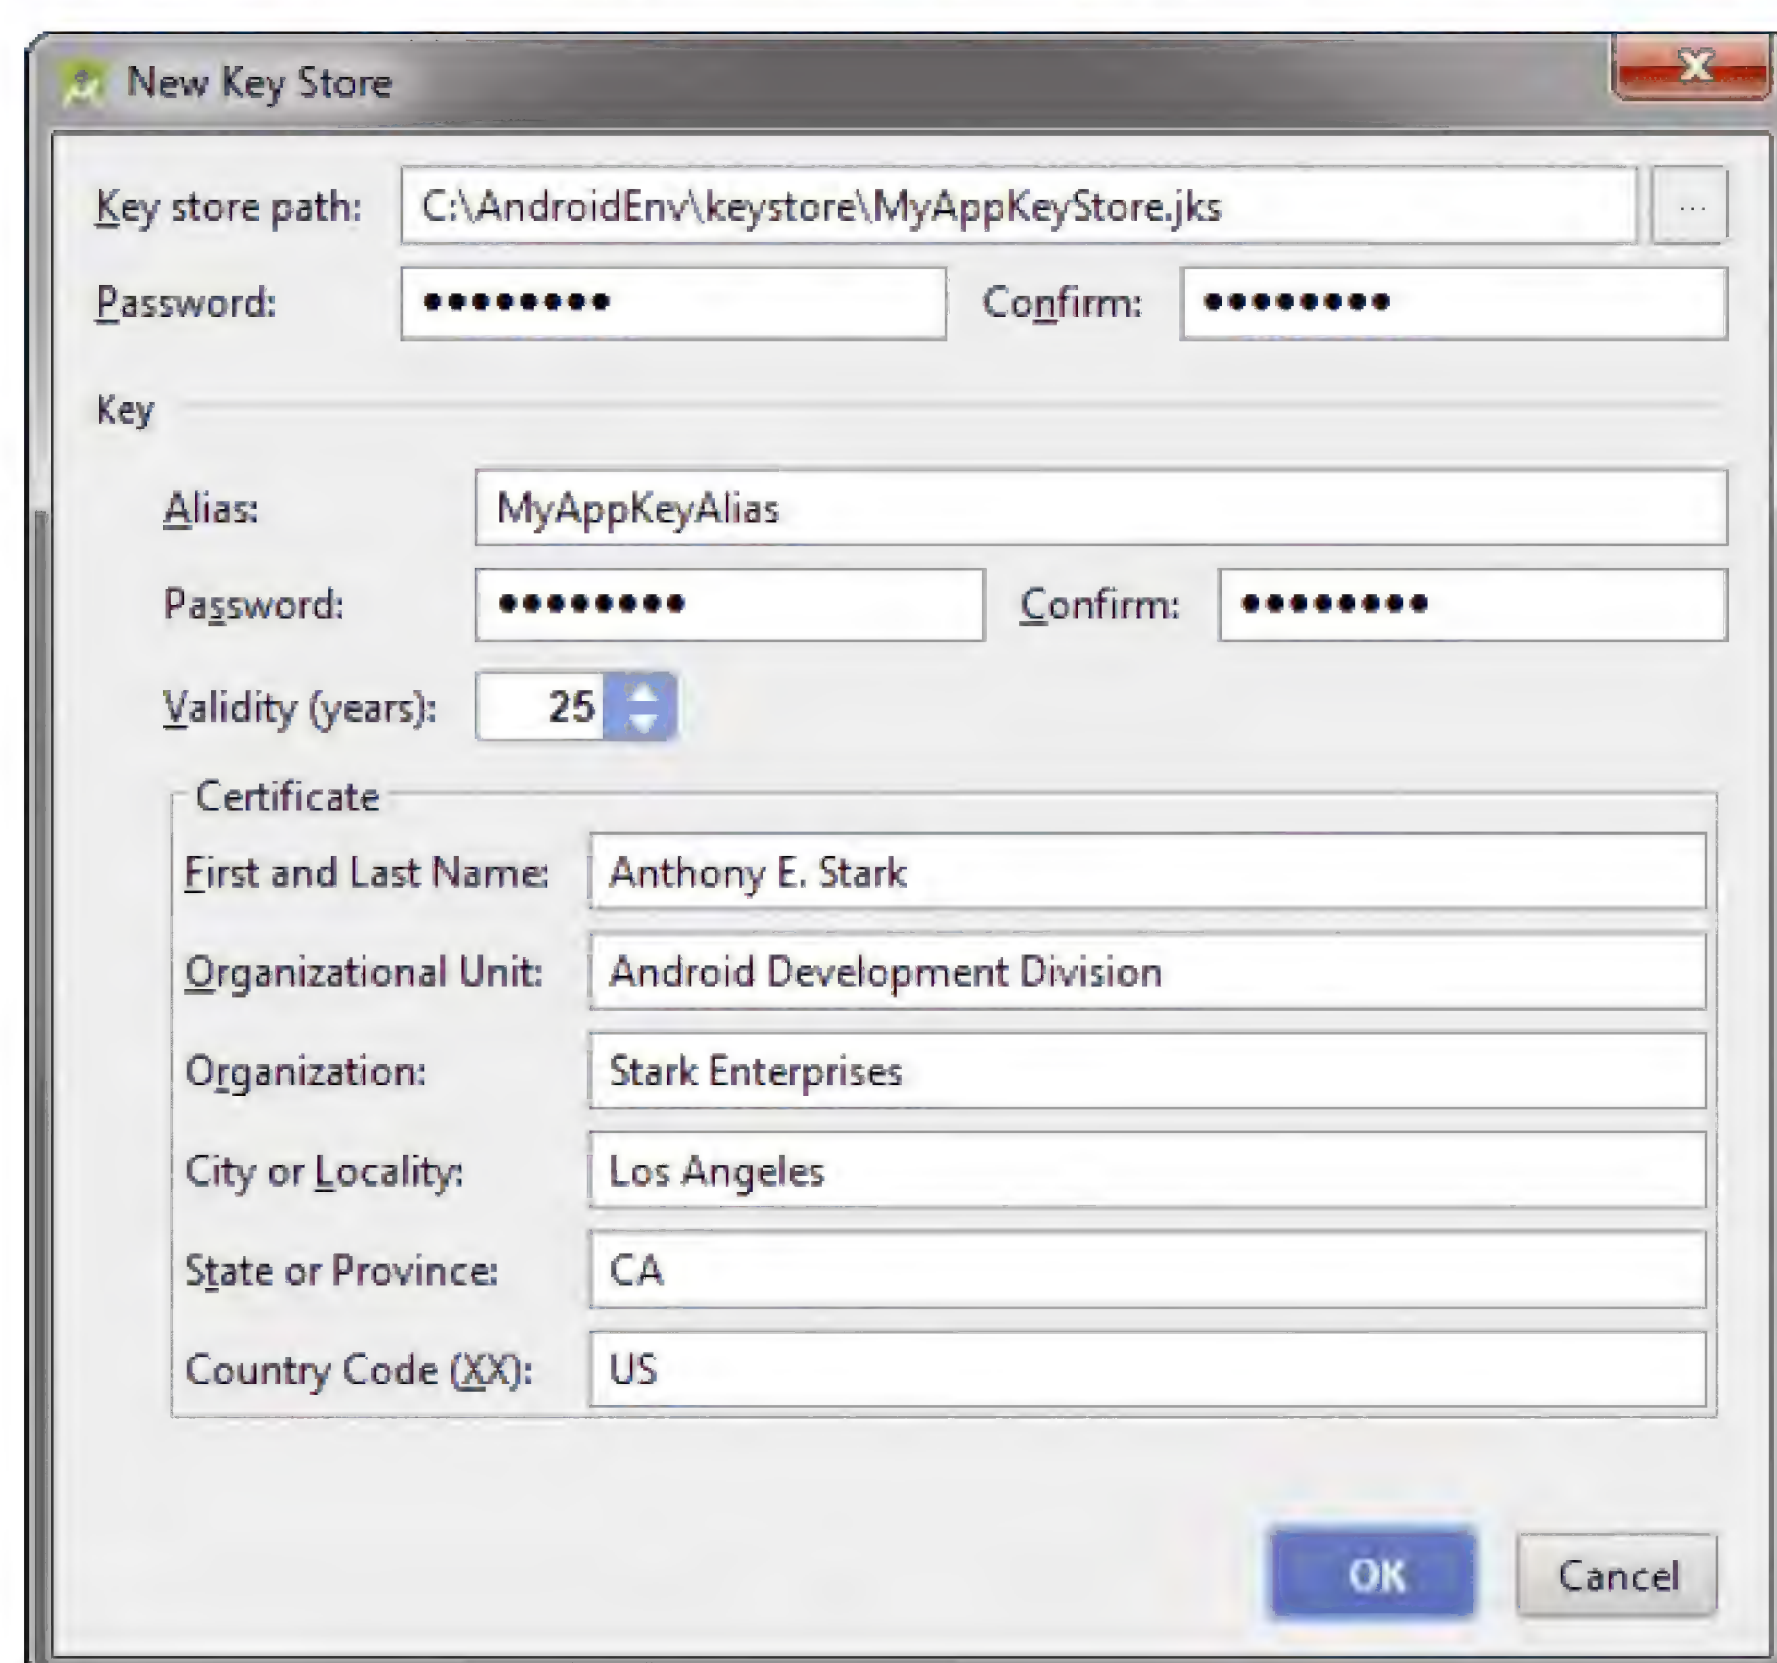 New Key Store
Key store path: C:\AndroidEnv\keystore\MyAppKeyStore.jks ...
Password: •••••••• Confirm: ••••••••
Key
Alias: MyAppKeyAlias
Password: •••••••• Confirm: ••••••••
Validity (years): 25
Certificate
First and Last Name: Anthony E. Stark
Organizational Unit: Android Development Division
Organization: Stark Enterprises
City or Locality: Los Angeles
State or Province: CA
Country Code (XX): US
OK Cancel